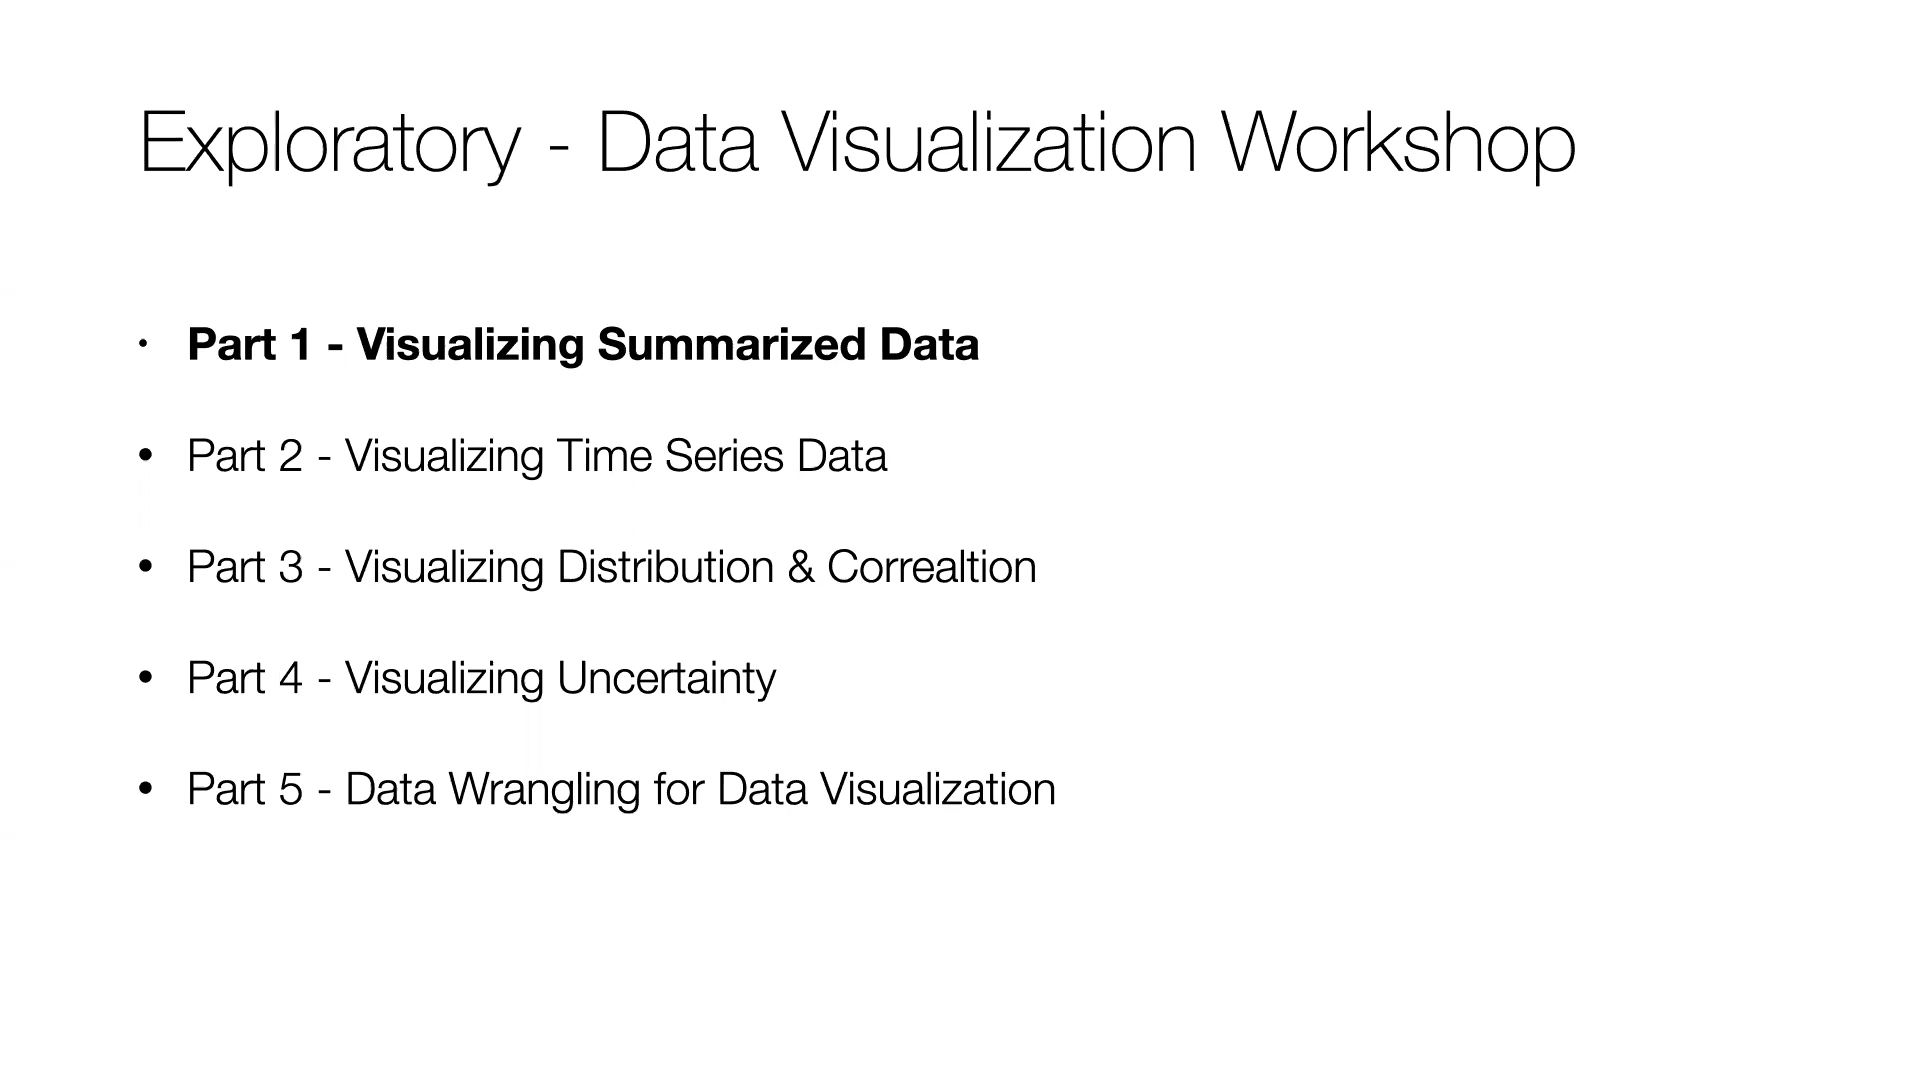 Exploratory - Data Visualization Workshop
• Part 1 - Visualizing Summarized Data
• Part 2 - Visualizing Time Series Data
• Part 3 - Visualizing Distribution & Correaltion
• Part 4 - Visualizing Uncertainty
• Part 5 - Data Wrangling for Data Visualization